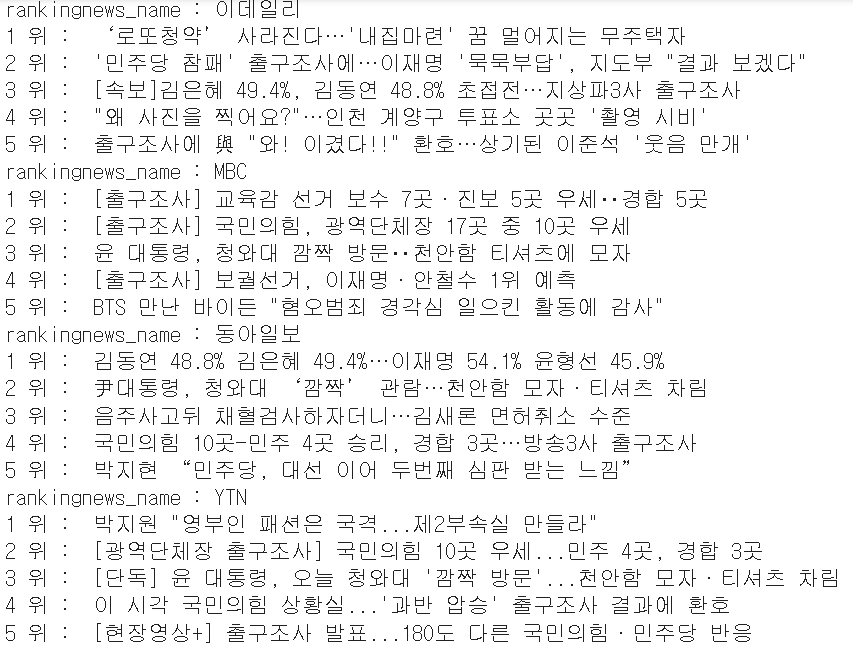 rankingnews_name : 이데일리
1 위 : ‘로또청약’ 사라진다…'내집마련' 꿈 멀어지는 무주택자
2 위 : '민주당 참패' 출구조사에…이재명 '묵묵부답', 지도부 "결과 보겠다"
3 위 : [속보]김은혜 49.4%, 김동연 48.8% 초접전…지상파3사 출구조사
4 위 : "왜 사진을 찍어요?"…인천 계양구 투표소 곳곳 '촬영 시비'
5 위 : 출구조사에 與 "와! 이겼다!!" 환호…상기된 이준석 '웃음 만개'
rankingnews_name : MBC
1 위 : [출구조사] 교육감 선거 보수 7곳·진보 5곳 우세‥경합 5곳
2 위 : [출구조사] 국민의힘, 광역단체장 17곳 중 10곳 우세
3 위 : 윤 대통령, 청와대 깜짝 방문‥천안함 티셔츠에 모자
4 위 : [출구조사] 보궐선거, 이재명·안철수 1위 예측
5 위 : BTS 만난 바이든 "혐오범죄 경각심 일으킨 활동에 감사"
rankingnews_name : 동아일보
1 위 : 김동연 48.8% 김은혜 49.4%…이재명 54.1% 윤형선 45.9%
2 위 : 尹대통령, 청와대 ‘깜짝’ 관람…천안함 모자·티셔츠 차림
3 위 : 음주사고뒤 채혈검사하자더니…김새론 면허취소 수준
4 위 : 국민의힘 10곳-민주 4곳 승리, 경합 3곳…방송3사 출구조사
5 위 : 박지현 “민주당, 대선 이어 두번째 심판 받는 느낌”
rankingnews_name : YTN
1 위 : 박지원 "영부인 패션은 국격...제2부속실 만들라"
2 위 : [광역단체장 출구조사] 국민의힘 10곳 우세...민주 4곳, 경합 3곳
3 위 : [단독] 윤 대통령, 오늘 청와대 '깜짝 방문'...천안함 모자·티셔츠 차림
4 위 : 이 시각 국민의힘 상황실...'과반 압승' 출구조사 결과에 환호
5 위 : [현장영상+] 출구조사 발표...180도 다른 국민의힘·민주당 반응